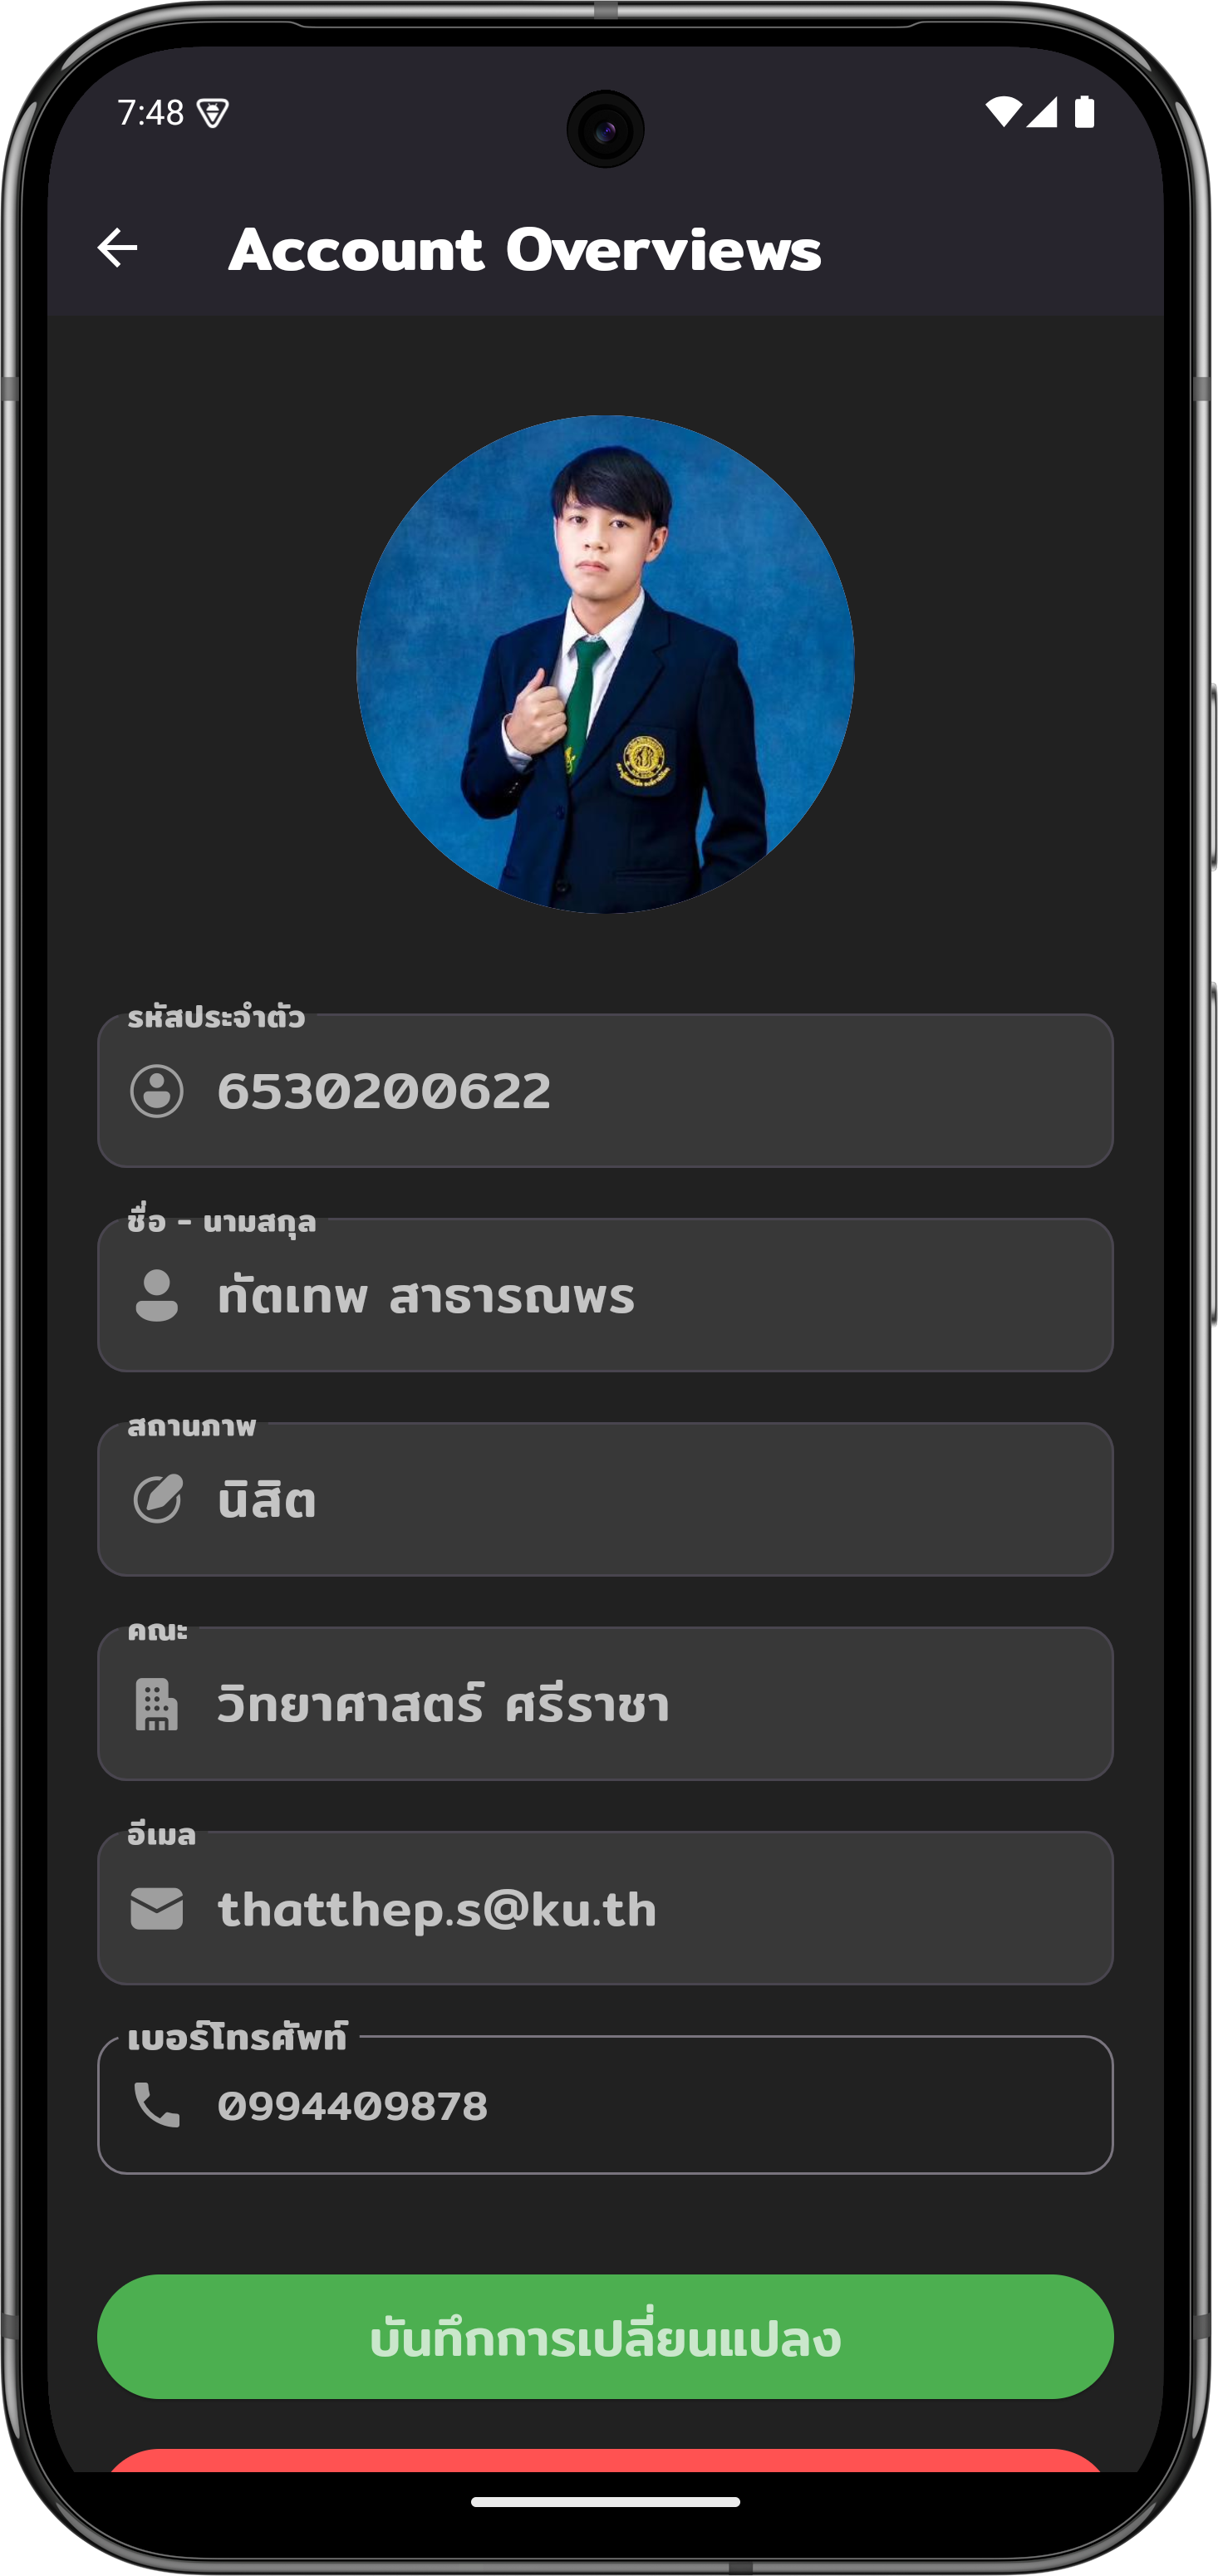 7:48
Account Overviews
รหัสประจำตัว
6530200622
ชื่อ - นามสกุล
ทัตเทพ สาธารณพร
สถานภาพ
นิสิต
คณะ
วิทยาศาสตร์ ศรีราชา
อีเมล
thatthep.s@ku.th
เบอร์โทรศัพท์
0994409878
บันทึกการเปลี่ยนแปลง